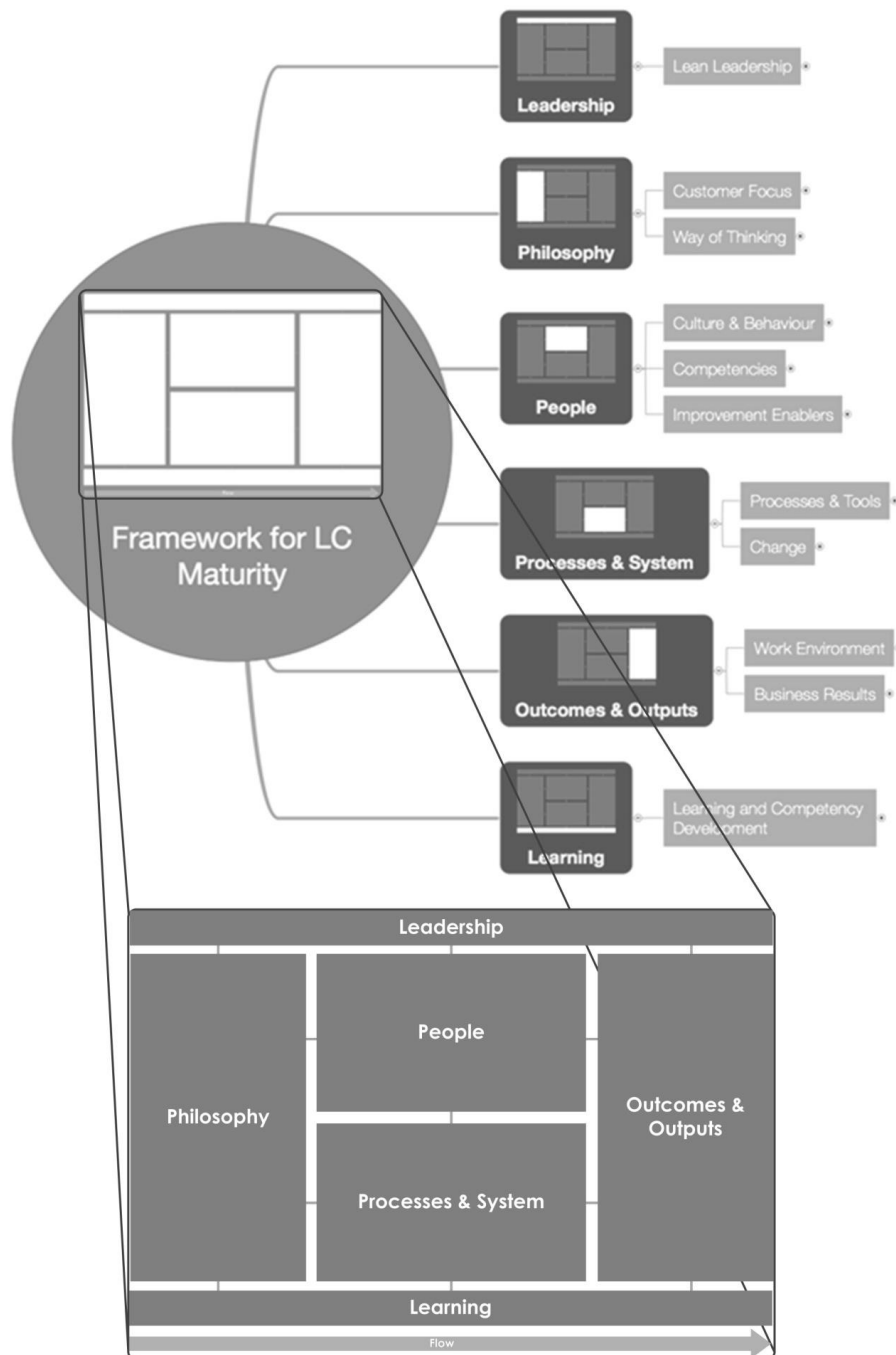 Leadership
Lean Leadership
Philosophy
Customer Focus
Way of Thinking
People
Culture & Behaviour
Competencies
Improvement Enablers
Flow
Framework for LC
Maturity
Processes & System
Processes & Tools
Change
Outcomes & Outputs
Work Environment
Business Results
Learning
Learning and Competency
Development
Leadership
People
Philosophy
Outcomes &
Outputs
Processes & System
Learning
Flow